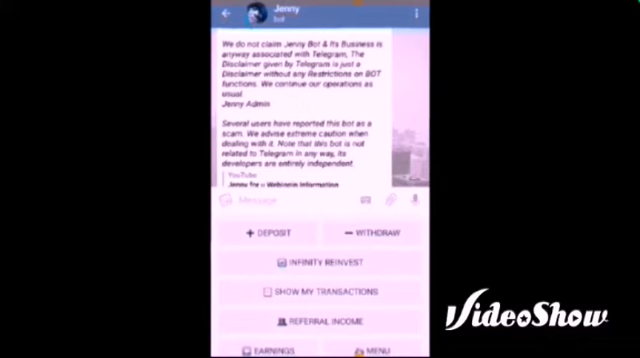 Jenny
bot
We do not claim Jenny Bot & Its Business is
anyway associated with Telegram, The
Disclaimer given by Telegram is just a
Disclaimer without any Restrictions on BOT
functions. We continue our operations as
usual
Jenny Admin
Several users have reported this bot as a
scam. We advise extreme caution when
dealing with it. Note that this bot is not
related to Telegram in any way, its
developers are entirely independent.
YouTube
Jenny for u Information
Message
+ DEPOSIT
− WITHDRAW
INFINITY REINVEST
SHOW MY TRANSACTIONS
REFERRAL INCOME
EARNINGS
MENU
VideoShow